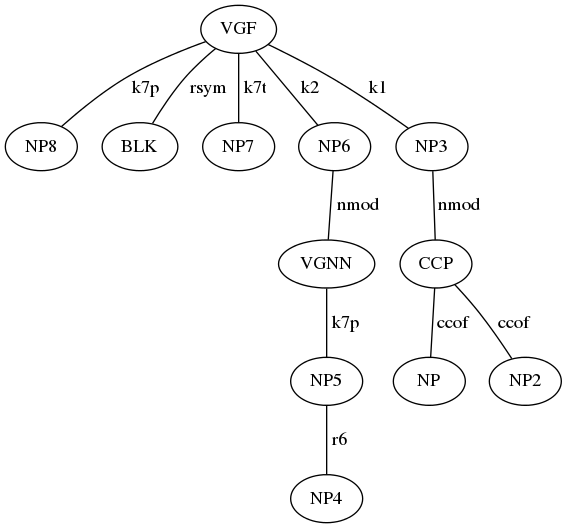 VGF
k7p rsym k7t k2 k1
NP8 BLK NP7 NP6 NP3
nmod nmod
VGNN CCP
k7p ccof ccof
NP5 NP NP2
r6
NP4